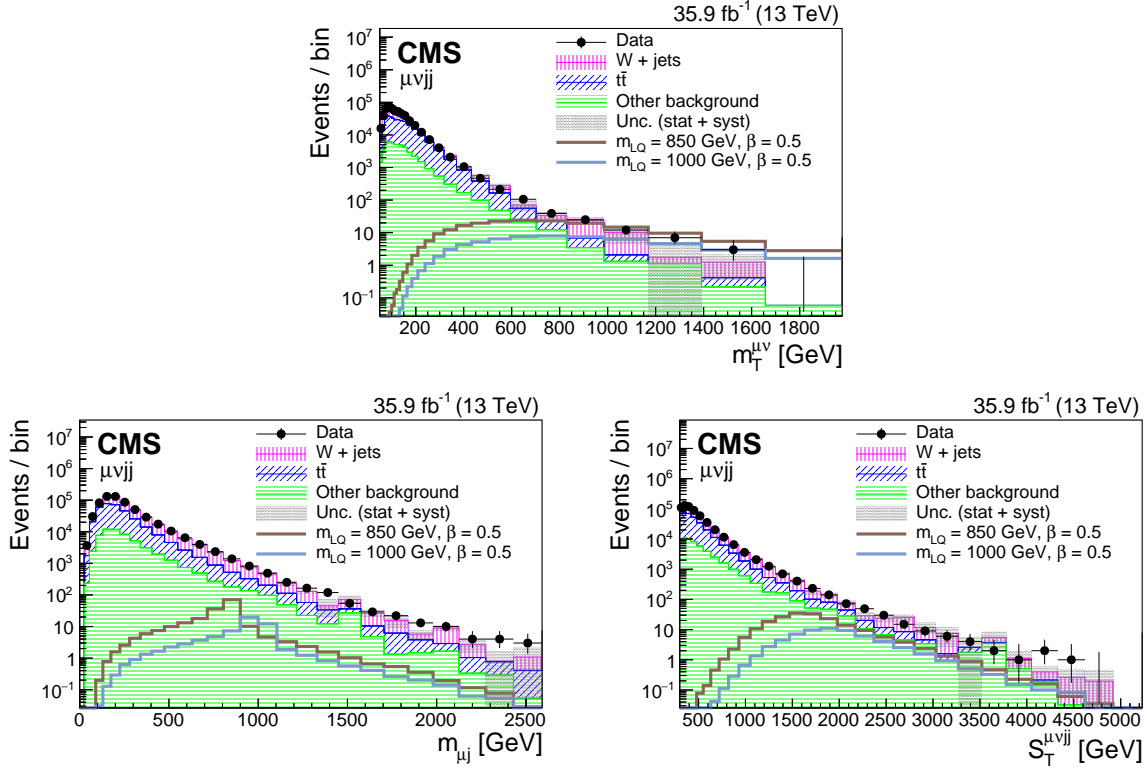 35.9 fb⁻¹ (13 TeV)
Events / bin
10⁷
10⁶
10⁵
10⁴
10³
10²
10
1
10⁻¹
CMS
μνjj
Data
W + jets
tt̄
Other background
Unc. (stat + syst)
m_LQ = 850 GeV, β = 0.5
m_LQ = 1000 GeV, β = 0.5
200 400 600 800 1000 1200 1400 1600 1800
m_T^μν [GeV]
35.9 fb⁻¹ (13 TeV)
Events / bin
10⁷
10⁶
10⁵
10⁴
10³
10²
10
1
10⁻¹
CMS
μνjj
Data
W + jets
tt̄
Other background
Unc. (stat + syst)
m_LQ = 850 GeV, β = 0.5
m_LQ = 1000 GeV, β = 0.5
0 500 1000 1500 2000 2500
m_μj [GeV]
35.9 fb⁻¹ (13 TeV)
Events / bin
10⁷
10⁶
10⁵
10⁴
10³
10²
10
1
10⁻¹
CMS
μνjj
Data
W + jets
tt̄
Other background
Unc. (stat + syst)
m_LQ = 850 GeV, β = 0.5
m_LQ = 1000 GeV, β = 0.5
500 1000 1500 2000 2500 3000 3500 4000 4500 5000
S_T^μνjj [GeV]